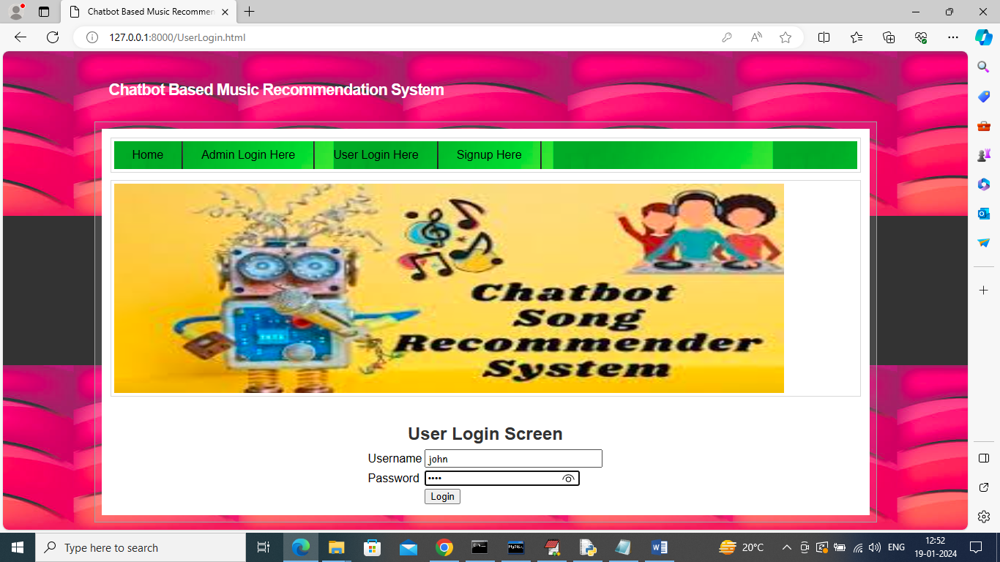 Chatbot Based Music Recommen
127.0.0.1:8000/UserLogin.html
Chatbot Based Music Recommendation System
Home Admin Login Here User Login Here Signup Here
Chatbot
Song
Recommender
System
User Login Screen
Username john
Password ••••
Login
Type here to search
20°C
ENG
12:52
19-01-2024